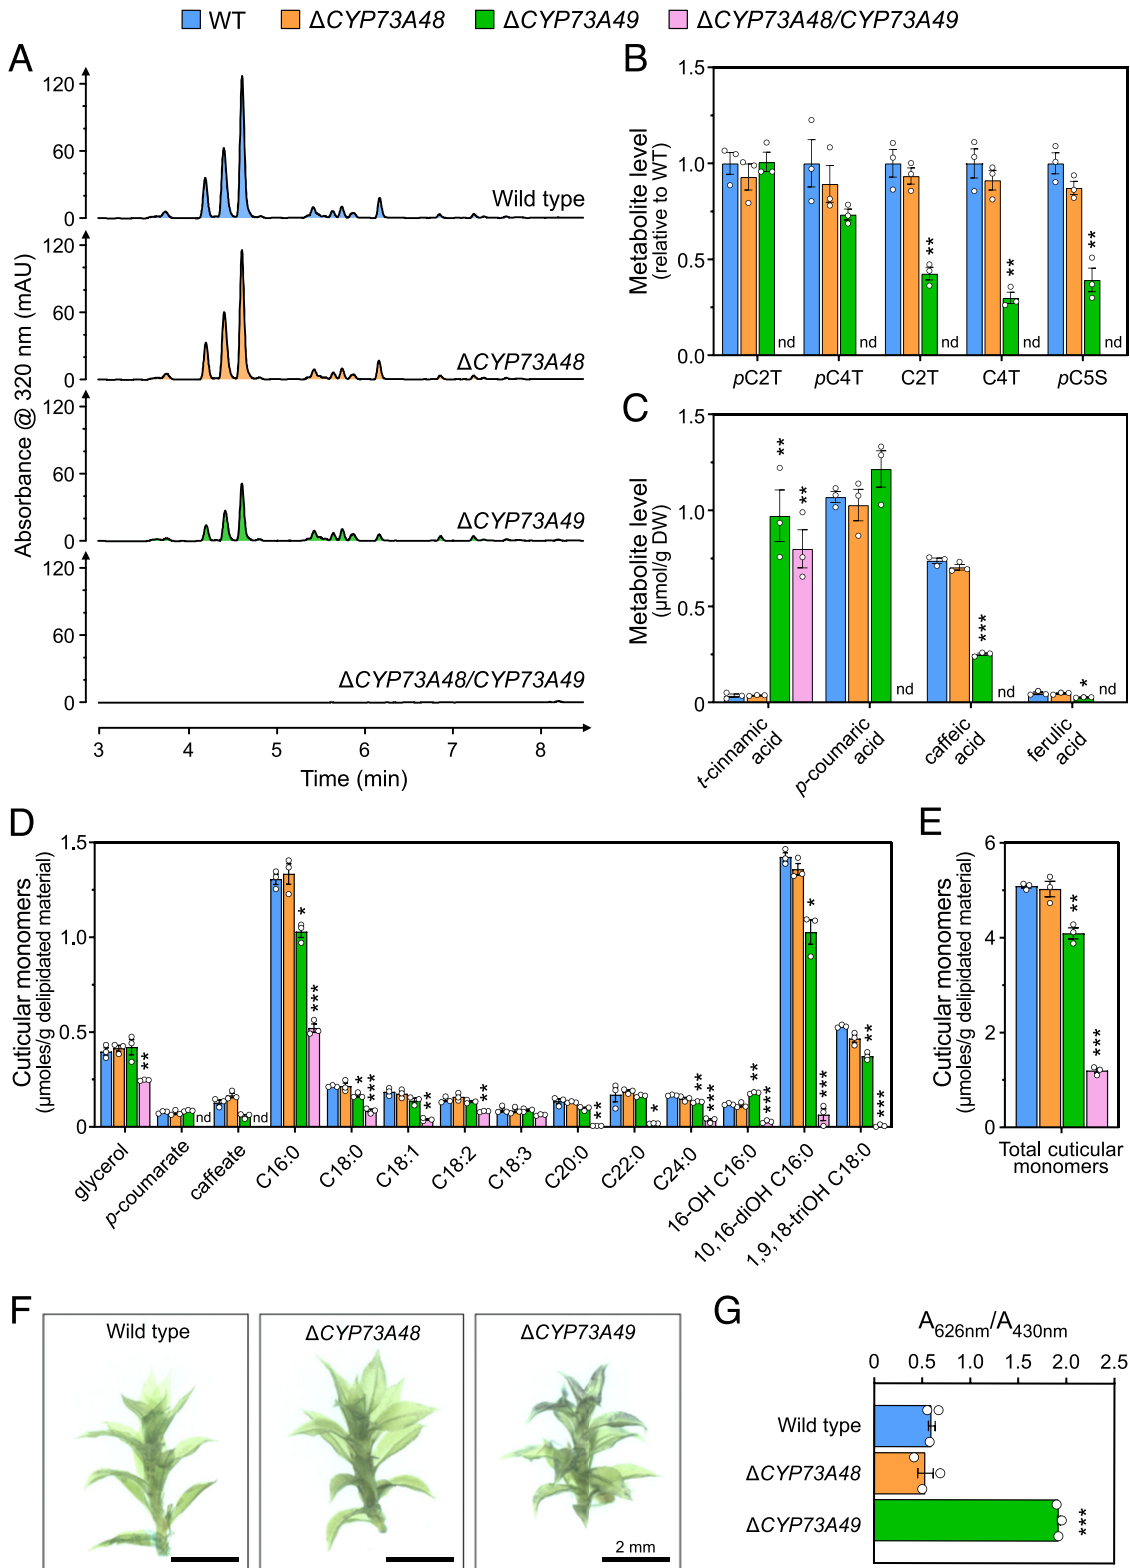 WT ΔCYP73A48 ΔCYP73A49 ΔCYP73A48/CYP73A49
A
Absorbance @ 320 nm (mAU)
120
60
0
Wild type
120
60
0
ΔCYP73A48
120
60
0
ΔCYP73A49
120
60
0
ΔCYP73A48/CYP73A49
3 4 5 6 7 8
Time (min)
B
Metabolite level
(relative to WT)
1.5
1.0
0.5
0.0
** ** **
nd nd nd nd nd
pC2T pC4T C2T C4T pC5S
C
Metabolite level
(µmol/g DW)
1.5
1.0
0.5
0
** ** *** *
nd nd nd
t-cinnamic
acid
p-coumaric
acid
caffeic
acid
ferulic
acid
D
Cuticular monomers
(µmoles/g delipidated material)
1.5
1.0
0.5
0
** nd nd * *** * *** ** ** ** * ** *** ** *** * *** ** ***
glycerol
p-coumarate
caffeate
C16:0
C18:0
C18:1
C18:2
C18:3
C20:0
C22:0
C24:0
16-OH C16:0
10,16-diOH C16:0
1,9,18-triOH C18:0
E
Cuticular monomers
(µmoles/g delipidated material)
6
4
2
0
** ***
Total cuticular
monomers
F
Wild type ΔCYP73A48 ΔCYP73A49
2 mm
G
A626nm/A430nm
0 0.5 1.0 1.5 2.0 2.5
Wild type
ΔCYP73A48
ΔCYP73A49
***